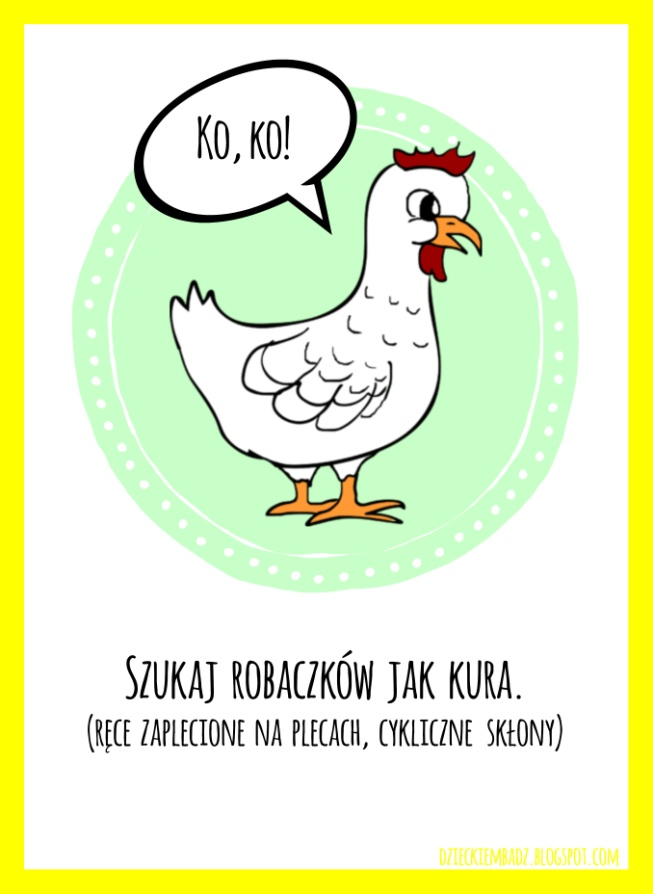 Ko, ko!
Szukaj robaczków jak kura.
(ręce zaplecione na plecach, cykliczne skłony)
dzieckiembadz.blogspot.com